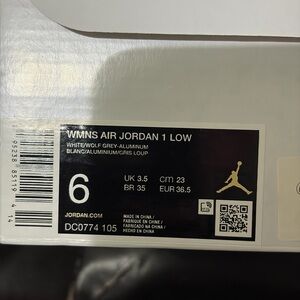 WMNS AIR JORDAN 1 LOW
WHITE/WOLF GREY-ALUMINUM
BLANC/ALUMINIUM/GRIS LOUP
6
UK 3.5 cm 23
BR 35 EUR 36.5
JORDAN.COM
DC0774 105
MADE IN CHINA /
FABRIQUE EN CHINE /
FABRICADO NA CHINA /
HECHO EN CHINA